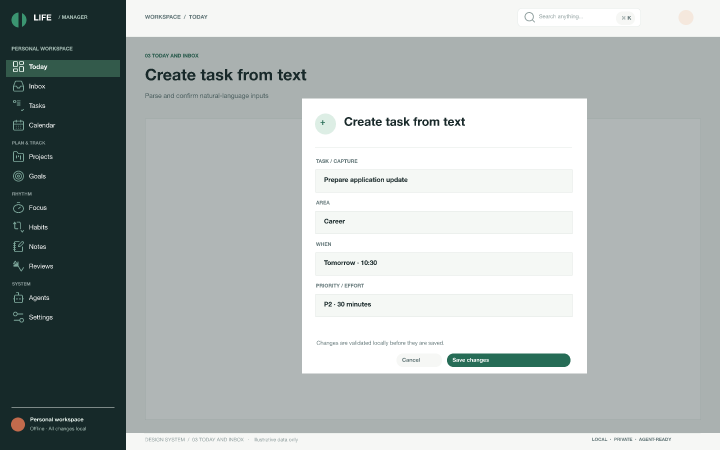 LIFE / MANAGER
PERSONAL WORKSPACE
Today
Inbox
Tasks
Calendar
PLAN & TRACK
Projects
Goals
RHYTHM
Focus
Habits
Notes
Reviews
SYSTEM
Agents
Settings
Personal workspace
Offline · All changes local
WORKSPACE / TODAY
Search anything...
⌘ K
03 TODAY AND INBOX
Create task from text
Parse and confirm natural-language inputs
+
Create task from text
TASK / CAPTURE
Prepare application update
AREA
Career
WHEN
Tomorrow · 10:30
PRIORITY / EFFORT
P2 · 30 minutes
Changes are validated locally before they are saved.
Cancel
Save changes
DESIGN SYSTEM / 03 TODAY AND INBOX · Illustrative data only
LOCAL · PRIVATE · AGENT-READY